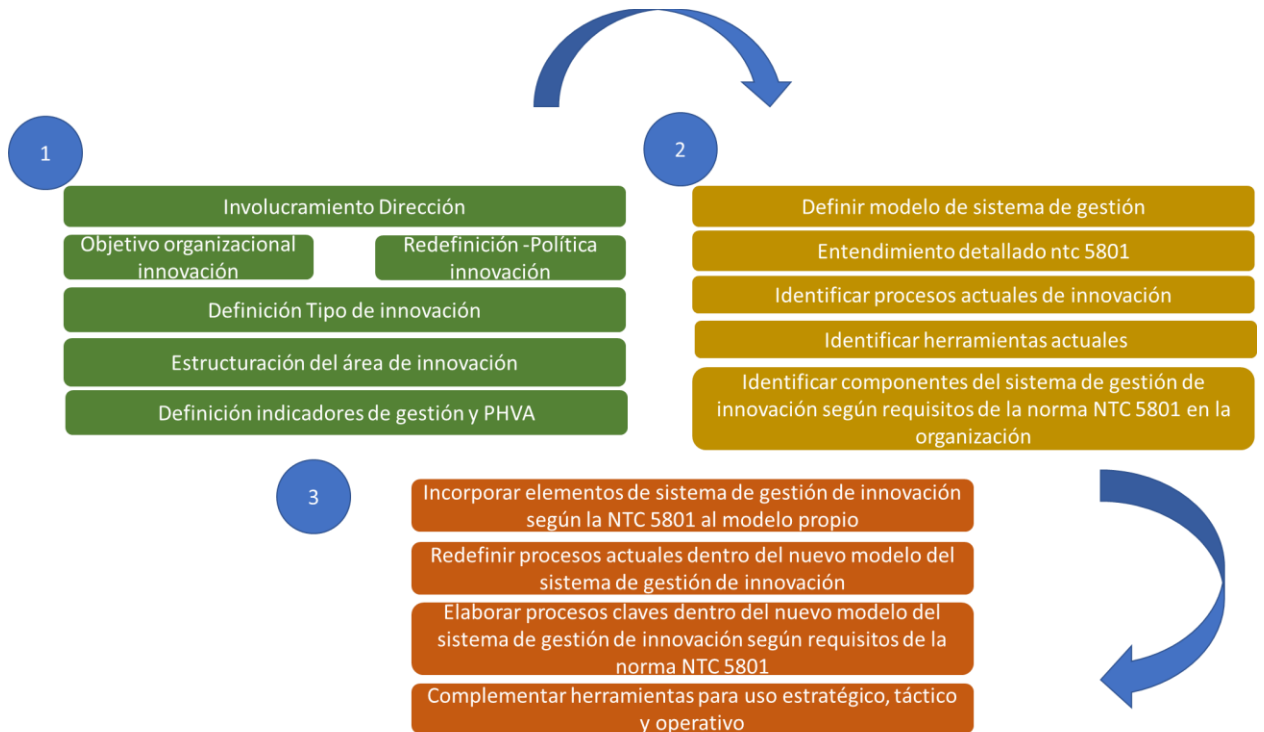 1
Involucramiento Dirección
Objetivo organizacional
innovación
Redefinición -Política
innovación
Definición Tipo de innovación
Estructuración del área de innovación
Definición indicadores de gestión y PHVA
2
Definir modelo de sistema de gestión
Entendimiento detallado ntc 5801
Identificar procesos actuales de innovación
Identificar herramientas actuales
Identificar componentes del sistema de gestión de
innovación según requisitos de la norma NTC 5801 en la
organización
3
Incorporar elementos de sistema de gestión de innovación
según la NTC 5801 al modelo propio
Redefinir procesos actuales dentro del nuevo modelo del
sistema de gestión de innovación
Elaborar procesos claves dentro del nuevo modelo del
sistema de gestión de innovación según requisitos de la
norma NTC 5801
Complementar herramientas para uso estratégico, táctico
y operativo